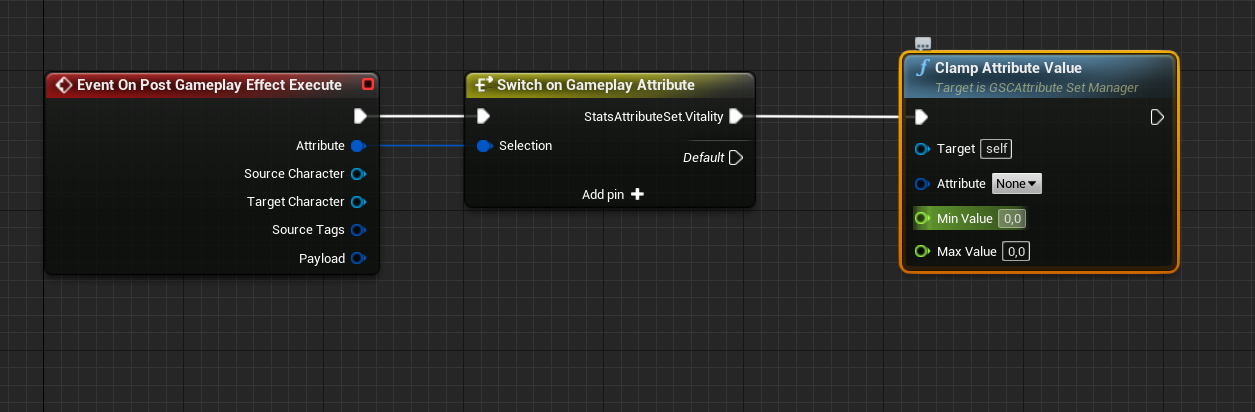 Event On Post Gameplay Effect Execute
Attribute
Source Character
Target Character
Source Tags
Payload
Switch on Gameplay Attribute
StatsAttributeSet.Vitality
Selection
Default
Add pin
Clamp Attribute Value
Target is GSCAttribute Set Manager
Target self
Attribute None
Min Value 0,0
Max Value 0,0